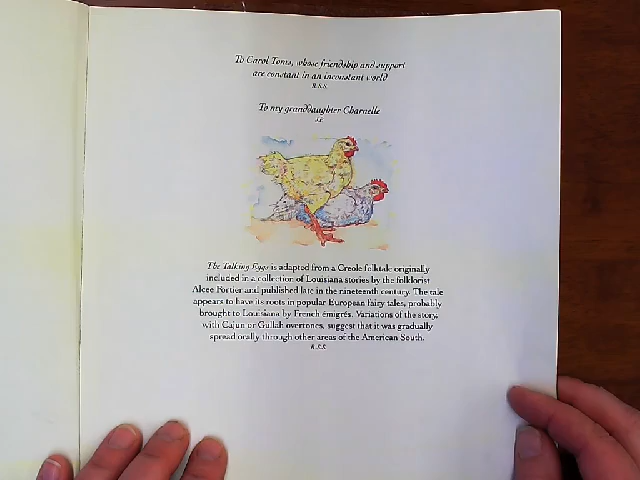 To Carol Toms, whose friendship and support
are constant in an inconstant world
R.S.S.
To my granddaughter Charnelle
J.P.
The Talking Eggs is adapted from a Creole folktale originally
included in a collection of Louisiana stories by the folklorist
Alcee Fortier and published late in the nineteenth century. The tale
appears to have its roots in popular European fairy tales, probably
brought to Louisiana by French émigrés. Variations of the story,
with Cajun or Gullah overtones, suggest that it was gradually
spread orally through other areas of the American South.
R.S.S.